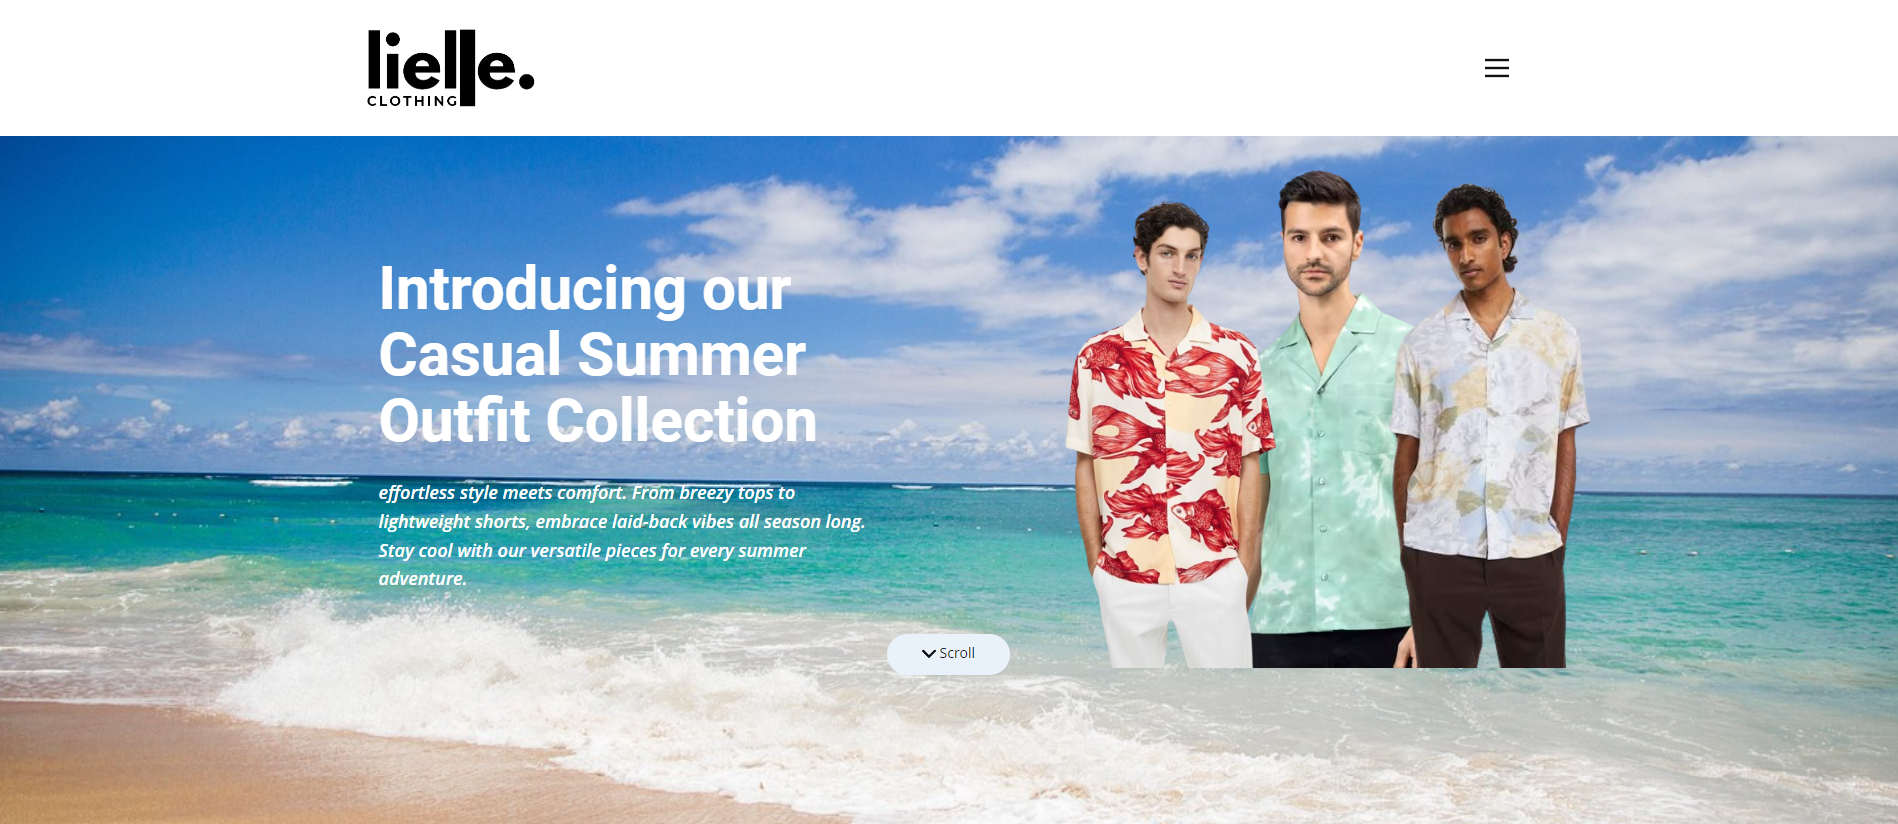 lielle.
CLOTHING
Introducing our
Casual Summer
Outfit Collection
effortless style meets comfort. From breezy tops to
lightweight shorts, embrace laid-back vibes all season long.
Stay cool with our versatile pieces for every summer
adventure.
Scroll